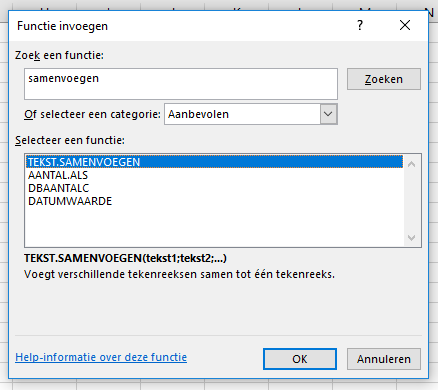 Functie invoegen
Zoek een functie:
samenvoegen
Zoeken
Of selecteer een categorie: Aanbevolen
Selecteer een functie:
TEKST.SAMENVOEGEN
AANTAL.ALS
DBAANTALC
DATUMWAARDE
TEKST.SAMENVOEGEN(tekst1;tekst2;...)
Voegt verschillende tekenreeksen samen tot één tekenreeks.
Help-informatie over deze functie
OK
Annuleren